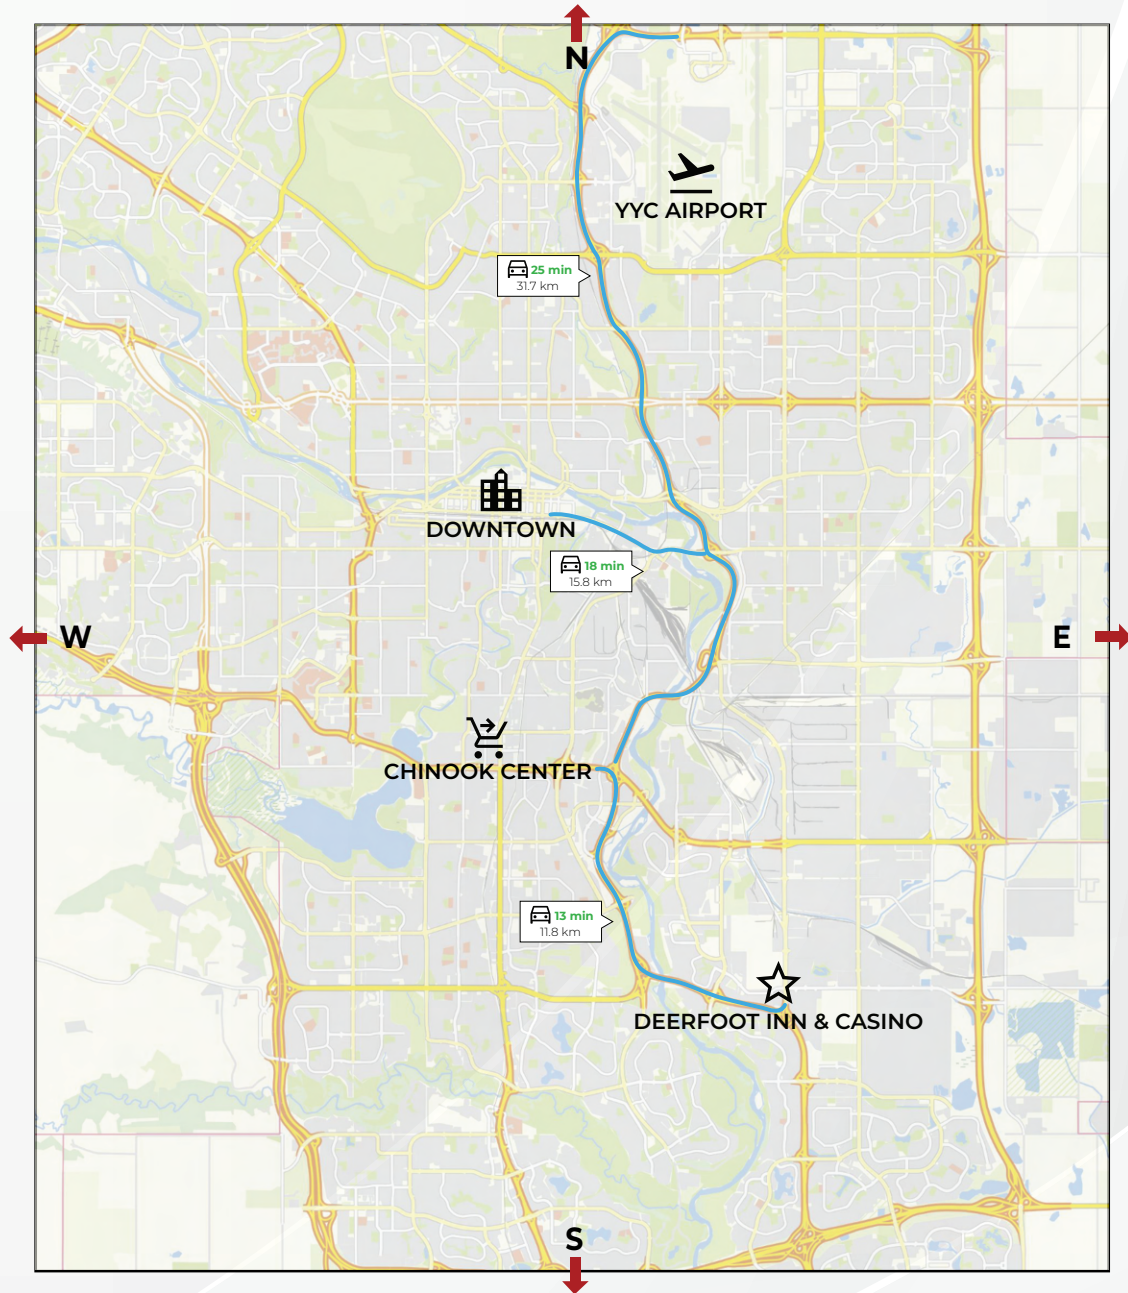 N
YYC AIRPORT
25 min
31.7 km
DOWNTOWN
18 min
15.8 km
W
E
CHINOOK CENTER
13 min
11.8 km
DEERFOOT INN & CASINO
S